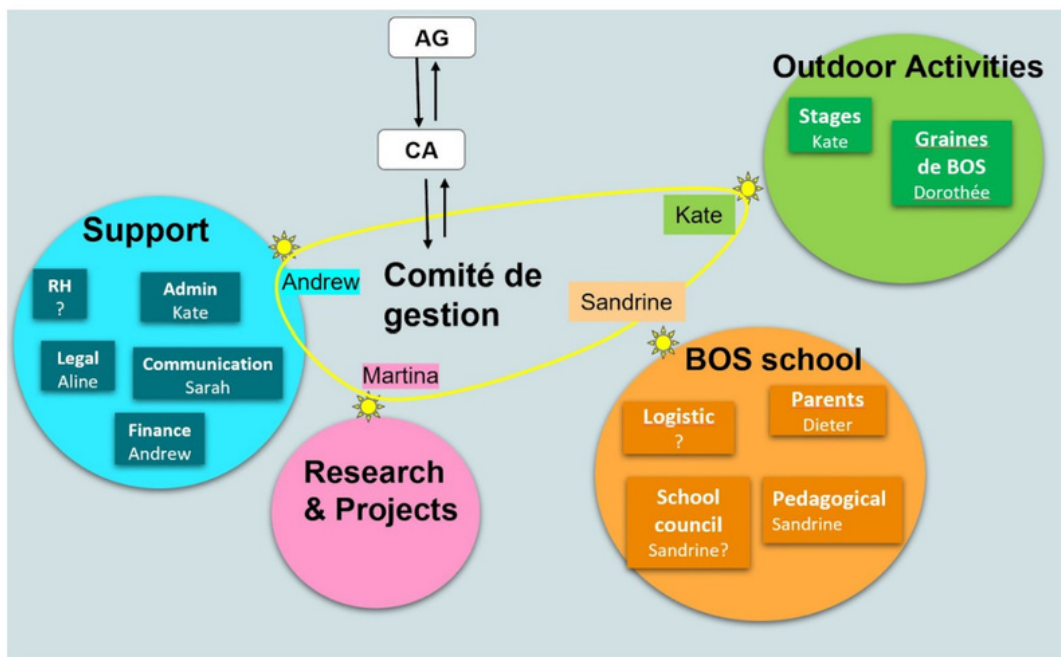 AG
CA
Comité de
gestion
Andrew
Kate
Sandrine
Martina
Support
RH
?
Admin
Kate
Legal
Aline
Communication
Sarah
Finance
Andrew
Research
& Projects
Outdoor Activities
Stages
Kate
Graines
de BOS
Dorothée
BOS school
Logistic
?
Parents
Dieter
School
council
Sandrine?
Pedagogical
Sandrine